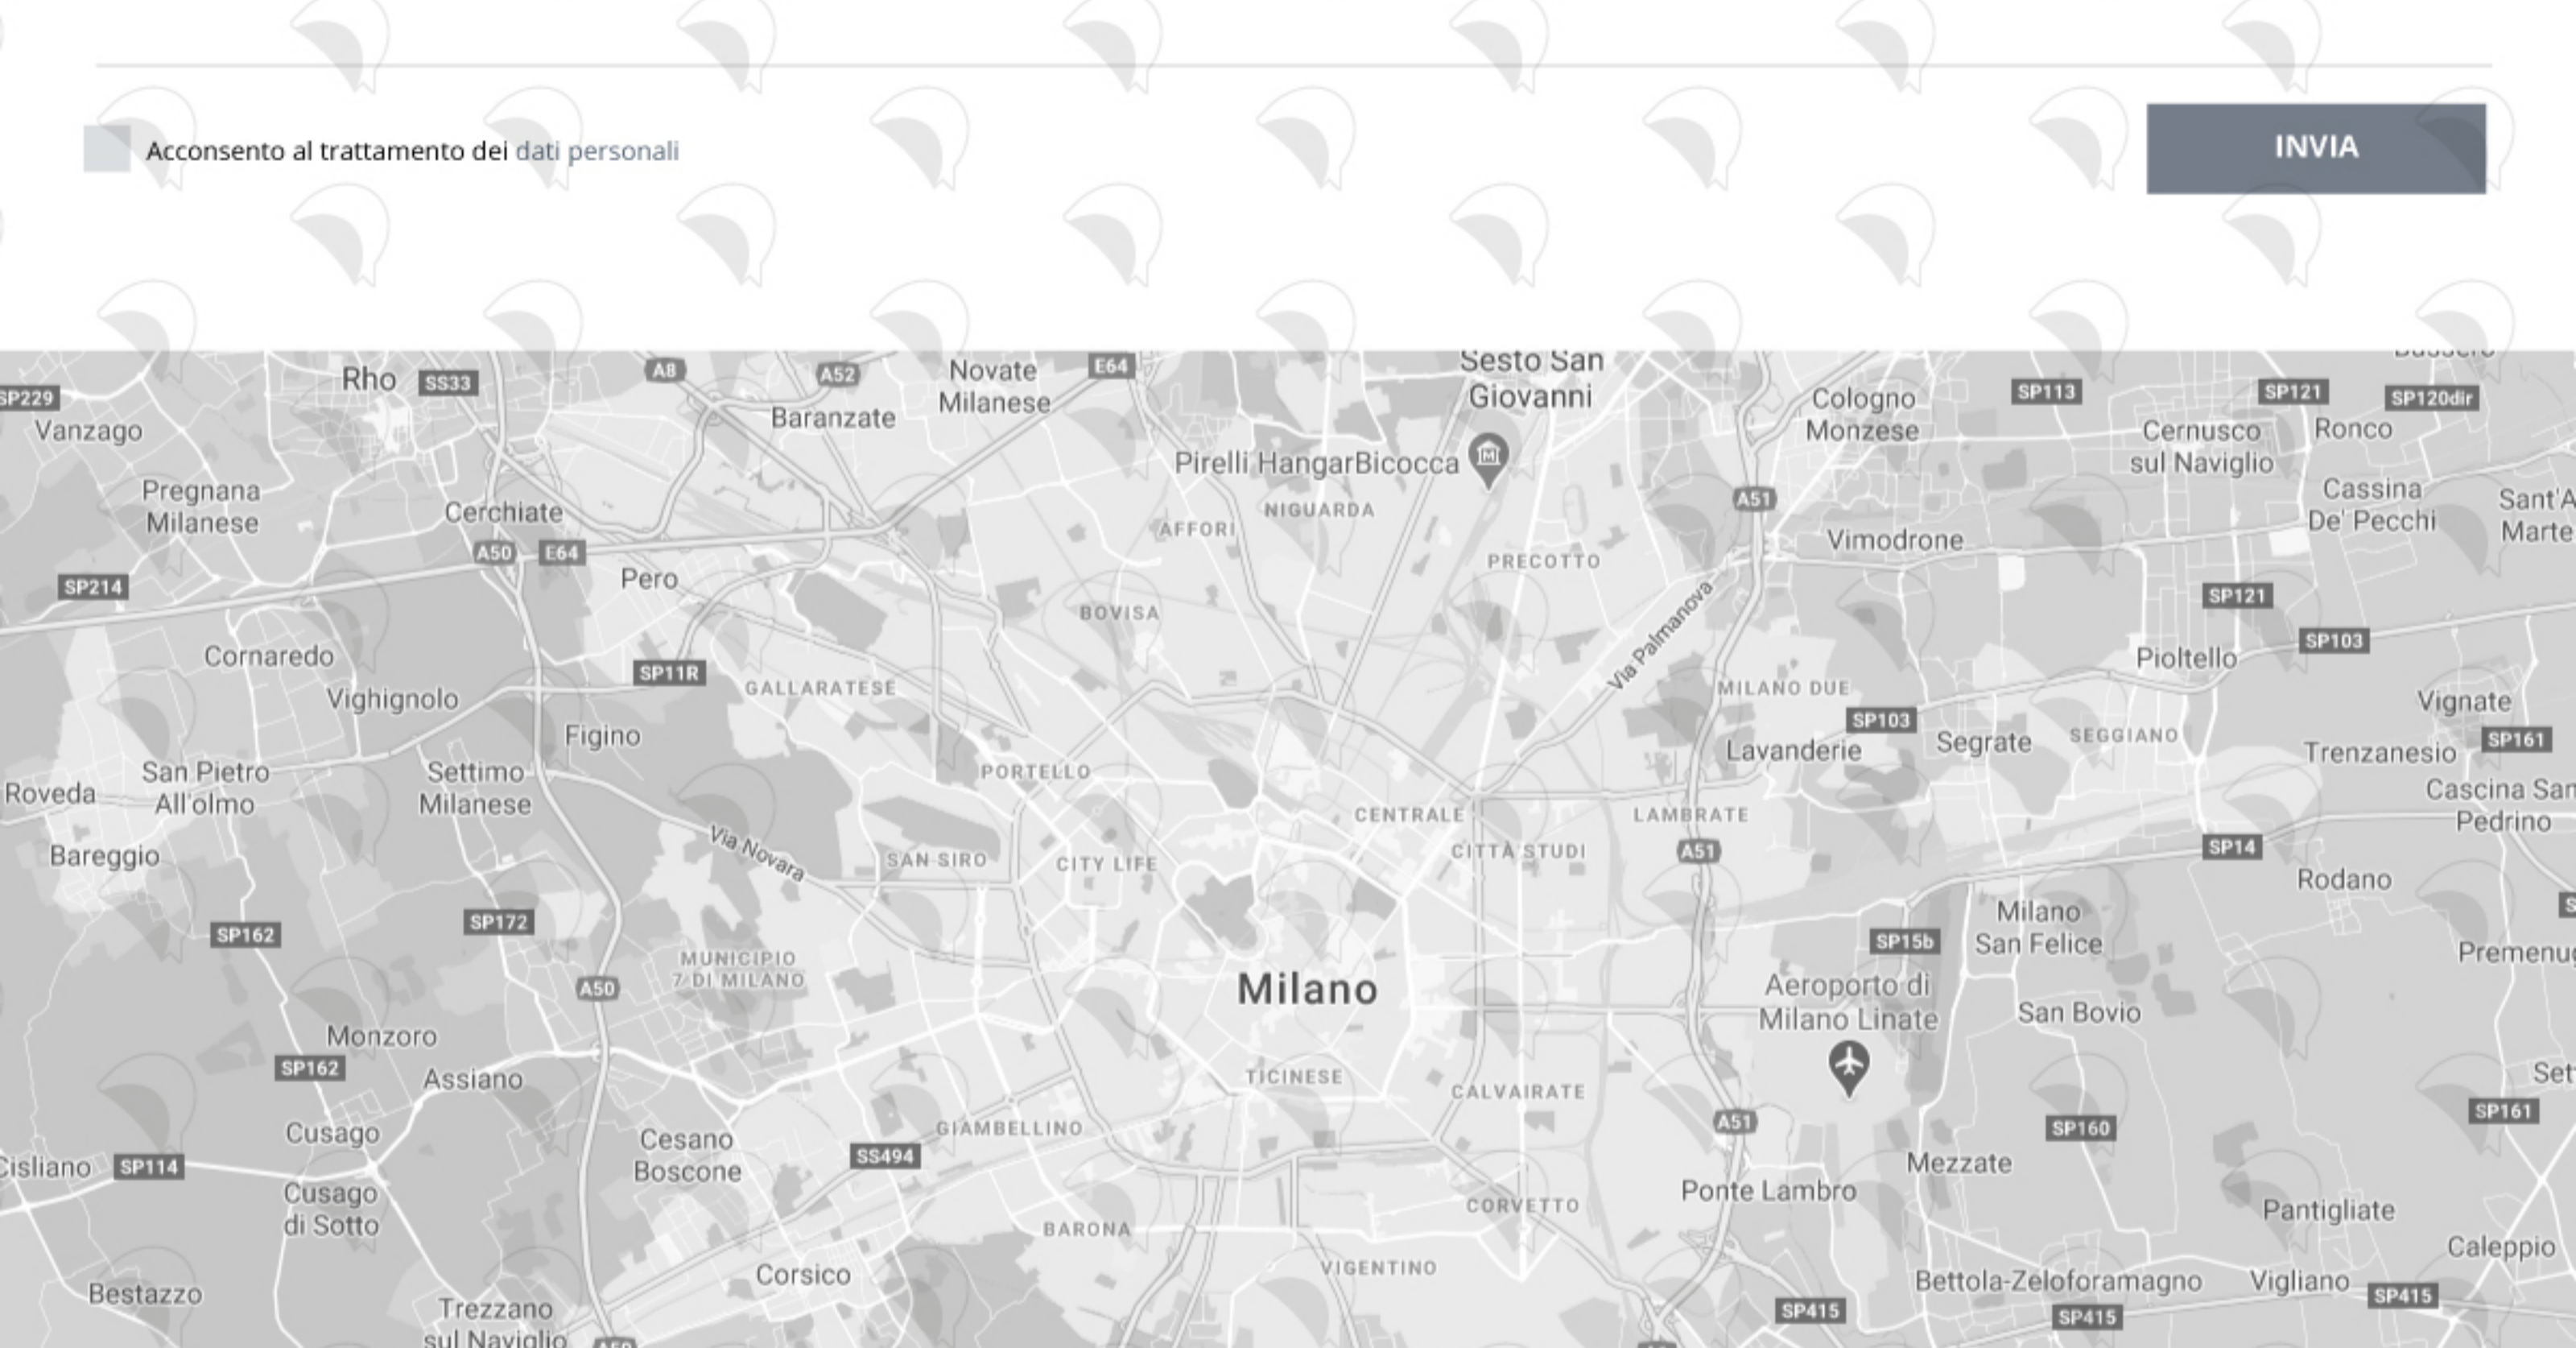 Acconsento al trattamento dei dati personali
INVIA
Sesto San
Giovanni
Rho
SS33
A8
A52
Novate
Milanese
E64
SP229
Vanzago
Baranzate
Cologno
Monzese
SP113
SP121
SP120dir
Cernusco
sul Naviglio
Ronco
Pirelli HangarBicocca
Pregnana
Milanese
Cerchiate
NIGUARDA
AFFORI
A51
Cassina
De' Pecchi
Sant'A
Marte
A50
E64
PRECOTTO
Vimodrone
SP214
Pero
SP121
BOVISA
Via Palmanova
SP103
Cornaredo
SP11R
Pioltello
Vighignolo
GALLARATESE
MILANO DUE
Vignate
Figino
SP103
Lavanderie
Segrate
SEGGIANO
SP161
Trenzanesio
San Pietro
All'olmo
Settimo
Milanese
PORTELLO
Roveda
Cascina San
Pedrino
CENTRALE
LAMBRATE
Bareggio
Via Novara
SAN SIRO
CITY LIFE
CITTÀ STUDI
A51
SP14
Rodano
SP162
SP172
Milano
San Felice
SP15b
MUNICIPIO
7 DI MILANO
A50
Milano
Aeroporto di
Milano Linate
San Bovio
Monzoro
SP162
Assiano
TICINESE
CALVAIRATE
SP161
Cusago
Cesano
Boscone
GIAMBELLINO
SS494
A51
SP160
Cisliano
SP114
Mezzate
Cusago
di Sotto
Ponte Lambro
CORVETTO
Pantigliate
BARONA
Caleppio
VIGENTINO
Corsico
Bettola-Zeloforamagno
Vigliano
Bestazzo
SP415
SP415
SP415
Trezzano
sul Naviglio